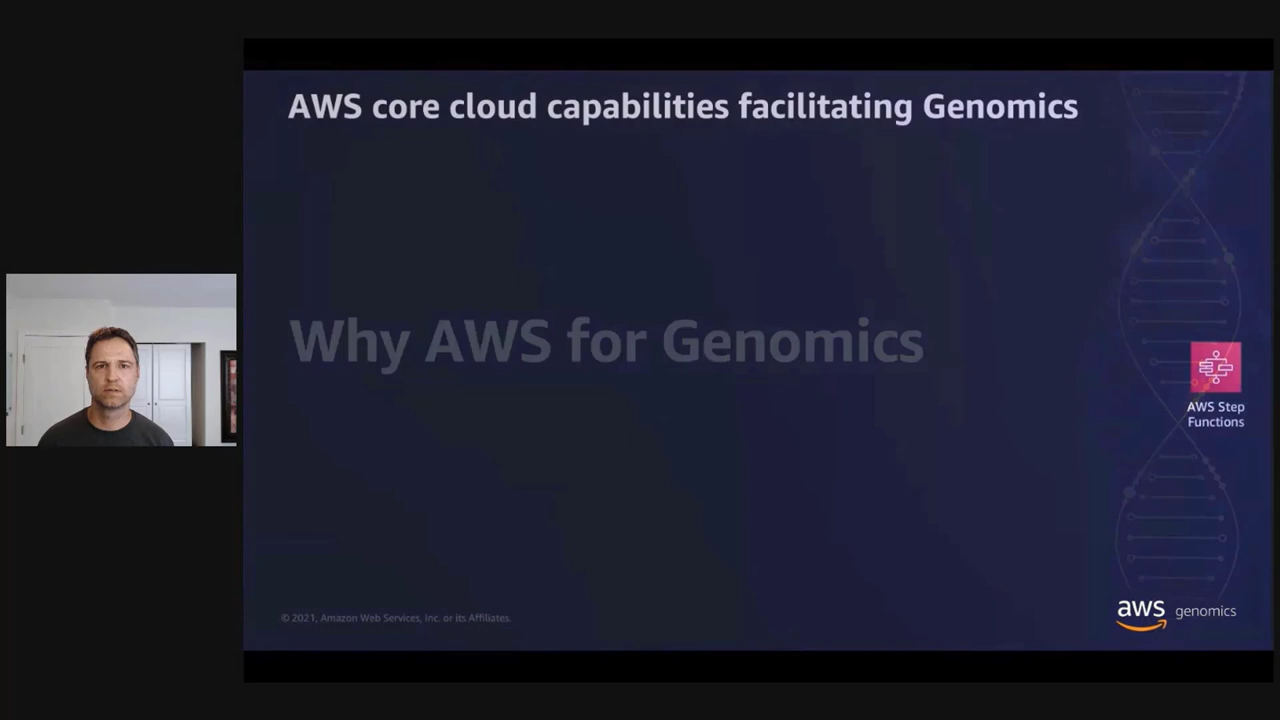 AWS core cloud capabilities facilitating Genomics
Why AWS for Genomics
AWS Step
Functions
© 2021, Amazon Web Services, Inc. or its Affiliates.
aws genomics